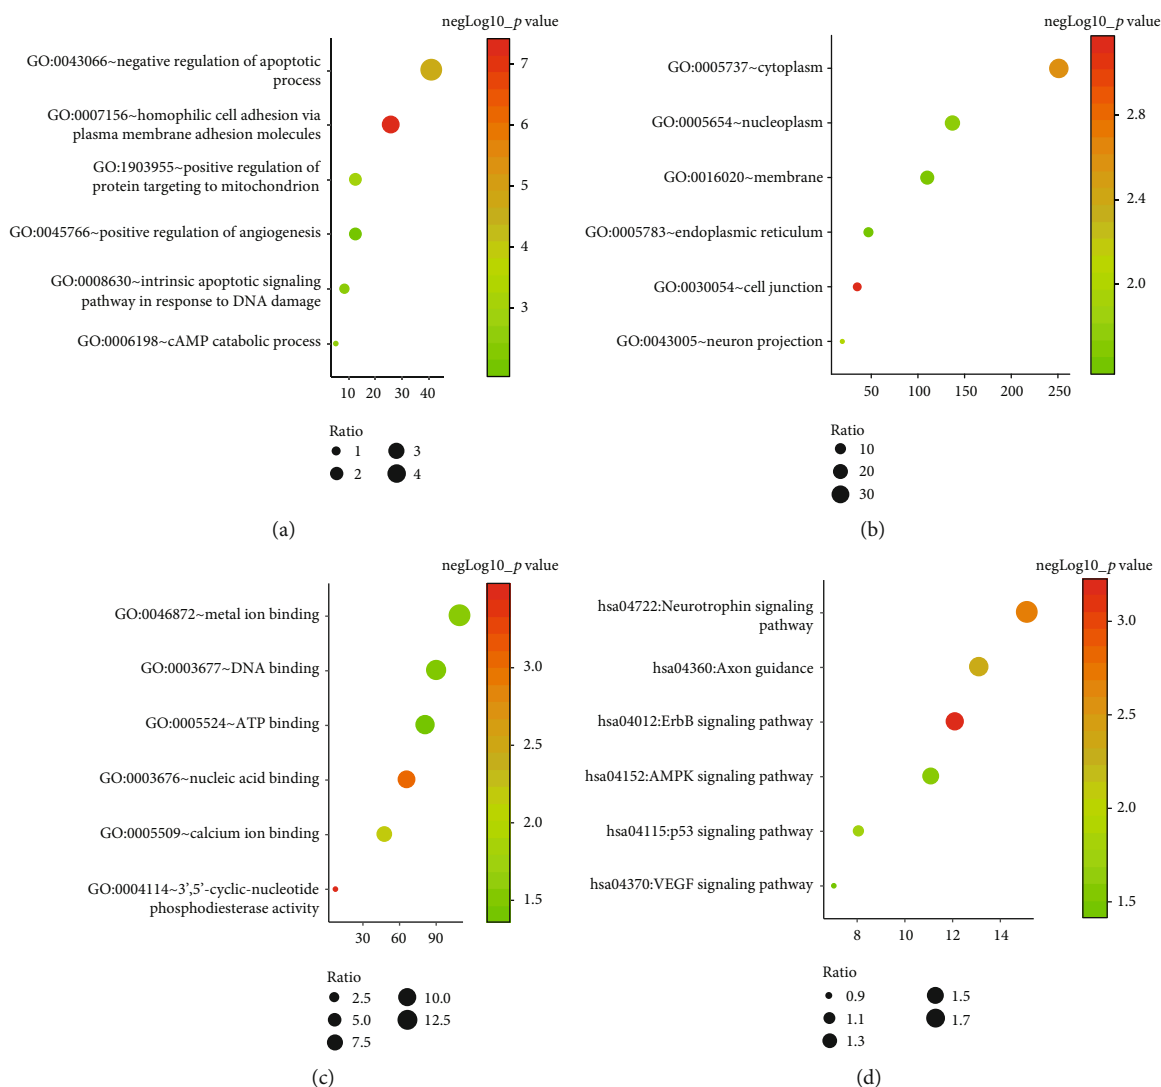 negLog10_p value
GO:0043066~negative regulation of apoptotic
process
GO:0007156~homophilic cell adhesion via
plasma membrane adhesion molecules
GO:1903955~positive regulation of
protein targeting to mitochondrion
GO:0045766~positive regulation of angiogenesis
GO:0008630~intrinsic apoptotic signaling
pathway in response to DNA damage
GO:0006198~cAMP catabolic process
7
6
5
4
3
10 20 30 40
Ratio
1 3
2 4
(a)
negLog10_p value
GO:0005737~cytoplasm
GO:0005654~nucleoplasm
GO:0016020~membrane
GO:0005783~endoplasmic reticulum
GO:0030054~cell junction
GO:0043005~neuron projection
2.8
2.4
2.0
50 100 150 200 250
Ratio
10
20
30
(b)
negLog10_p value
GO:0046872~metal ion binding
GO:0003677~DNA binding
GO:0005524~ATP binding
GO:0003676~nucleic acid binding
GO:0005509~calcium ion binding
GO:0004114~3',5'-cyclic-nucleotide
phosphodiesterase activity
3.0
2.5
2.0
1.5
30 60 90
Ratio
2.5 10.0
5.0 12.5
7.5
(c)
negLog10_p value
hsa04722:Neurotrophin signaling
pathway
hsa04360:Axon guidance
hsa04012:ErbB signaling pathway
hsa04152:AMPK signaling pathway
hsa04115:p53 signaling pathway
hsa04370:VEGF signaling pathway
3.0
2.5
2.0
1.5
8 10 12 14
Ratio
0.9 1.5
1.1 1.7
1.3
(d)